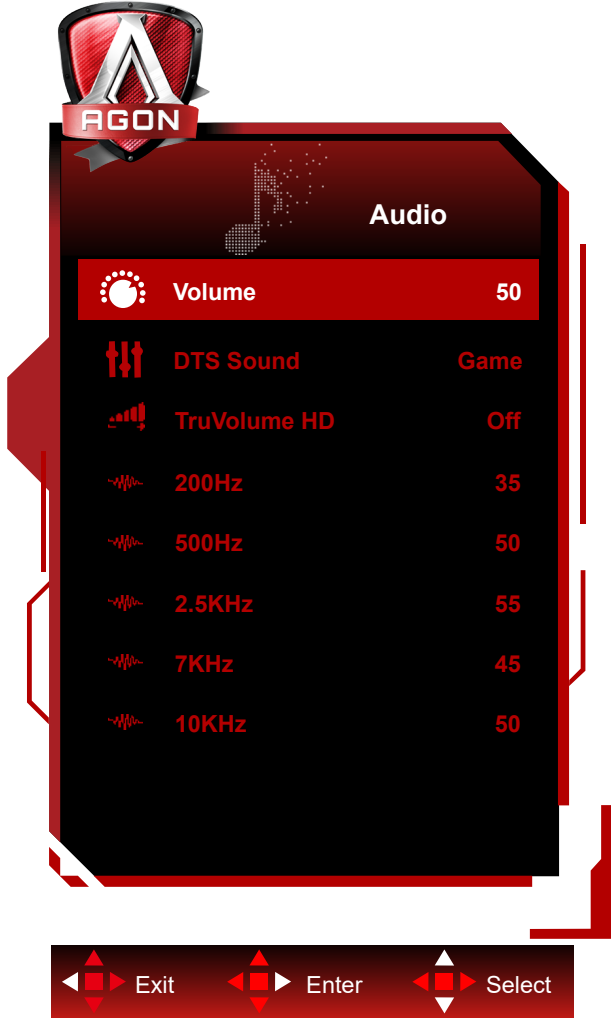 AGON
Audio
Volume 50
DTS Sound Game
TruVolume HD Off
200Hz 35
500Hz 50
2.5KHz 55
7KHz 45
10KHz 50
Exit Enter Select